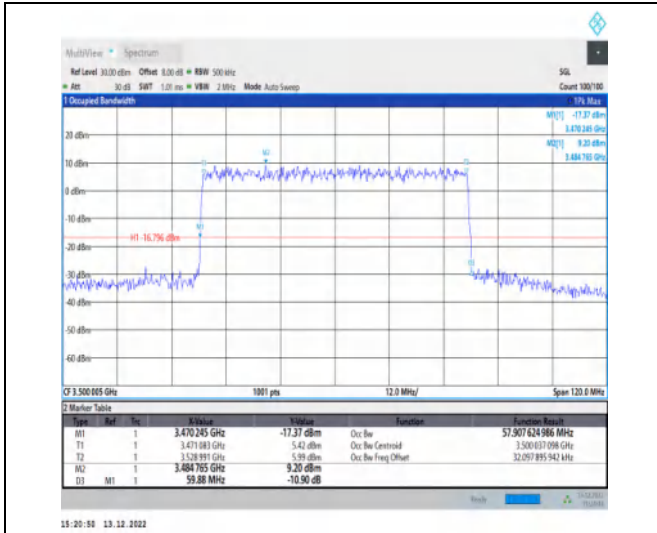 MultiView Spectrum
Ref Level 30.00 dBm Offset 8.00 dB RBW 500 kHz SGL
Att 30 dB SWT 1.01 ms VBW 2 MHz Mode Auto Sweep Count 100/100
1 Occupied Bandwidth 1Pk Max
M1[1] -17.37 dBm
3.470 245 GHz
20 dBm M2[1] 9.20 dBm
3.484 765 GHz
M2
10 dBm
0 dBm
-10 dBm
M1
H1 -16.796 dBm
-20 dBm
-30 dBm
-40 dBm
-50 dBm
-60 dBm
CF 3.500 005 GHz 1001 pts 12.0 MHz/ Span 120.0 MHz
2 Marker Table
Type Ref Trc X-Value Y-Value Function Function Result
M1 1 3.470 245 GHz -17.37 dBm Occ Bw 57.907 624 986 MHz
T1 1 3.471 083 GHz 5.42 dBm Occ Bw Centroid 3.500 037 098 GHz
T2 1 3.528 991 GHz 5.99 dBm Occ Bw Freq Offset 32.097 895 942 kHz
M2 1 3.484 765 GHz 9.20 dBm
D3 M1 1 59.88 MHz -10.90 dB
Ready
15:20:50 13.12.2022